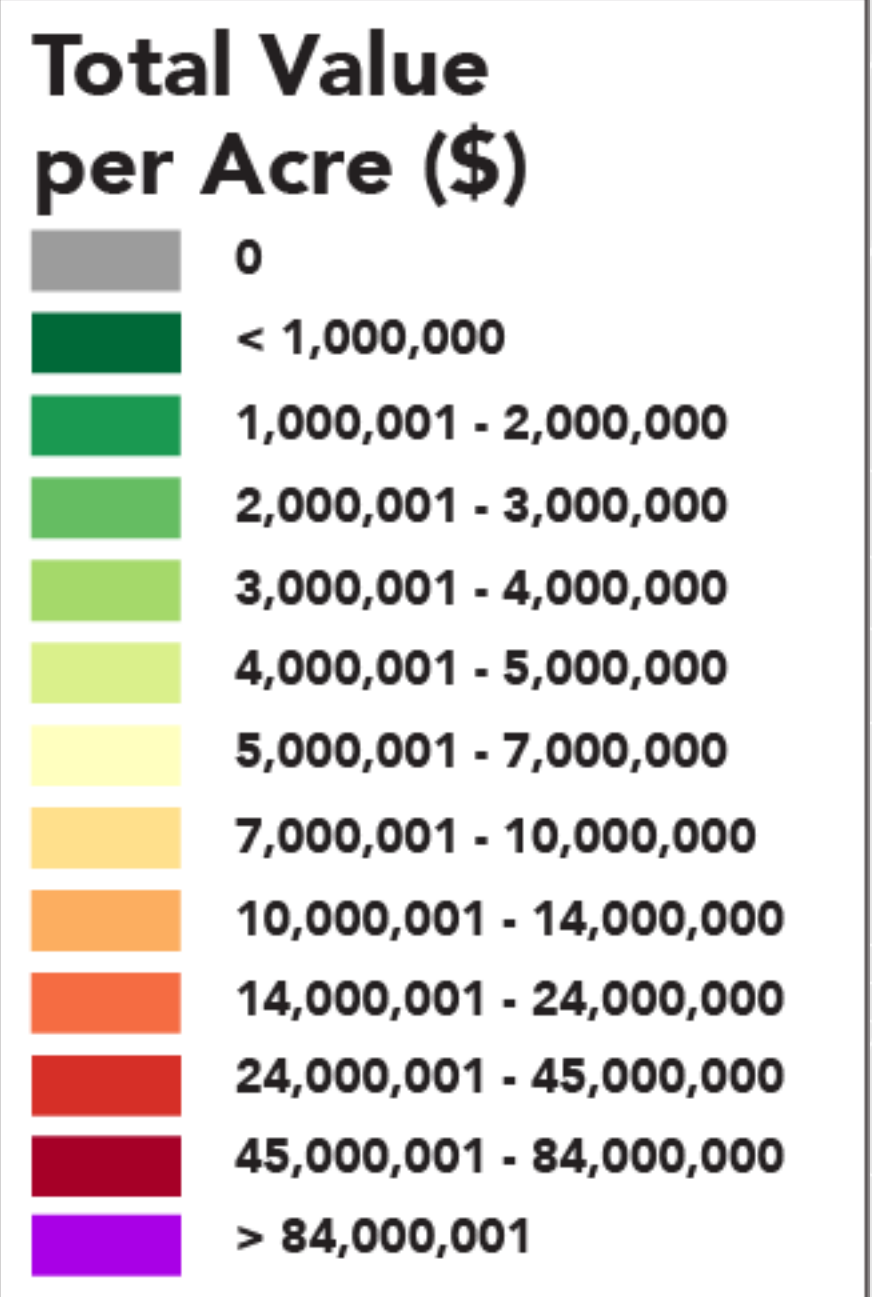 Total Value
per Acre ($)
0
< 1,000,000
1,000,001 - 2,000,000
2,000,001 - 3,000,000
3,000,001 - 4,000,000
4,000,001 - 5,000,000
5,000,001 - 7,000,000
7,000,001 - 10,000,000
10,000,001 - 14,000,000
14,000,001 - 24,000,000
24,000,001 - 45,000,000
45,000,001 - 84,000,000
> 84,000,001